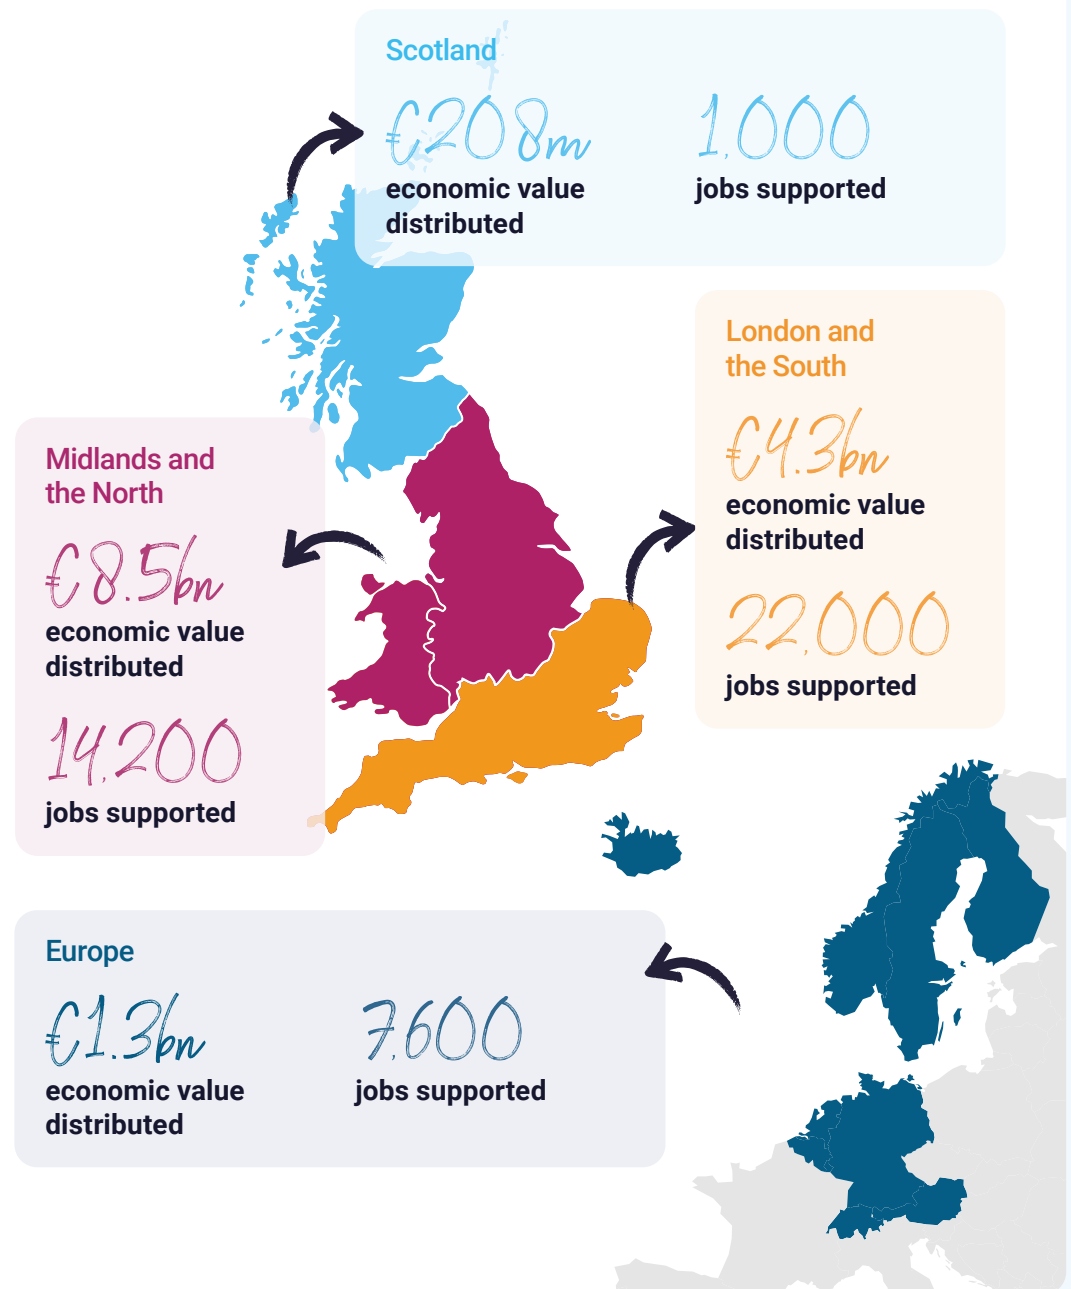 Scotland
€208m
economic value
distributed
1,000
jobs supported
London and
the South
€4.3bn
economic value
distributed
22,000
jobs supported
Midlands and
the North
€8.5bn
economic value
distributed
14,200
jobs supported
Europe
€1.3bn
economic value
distributed
7,600
jobs supported